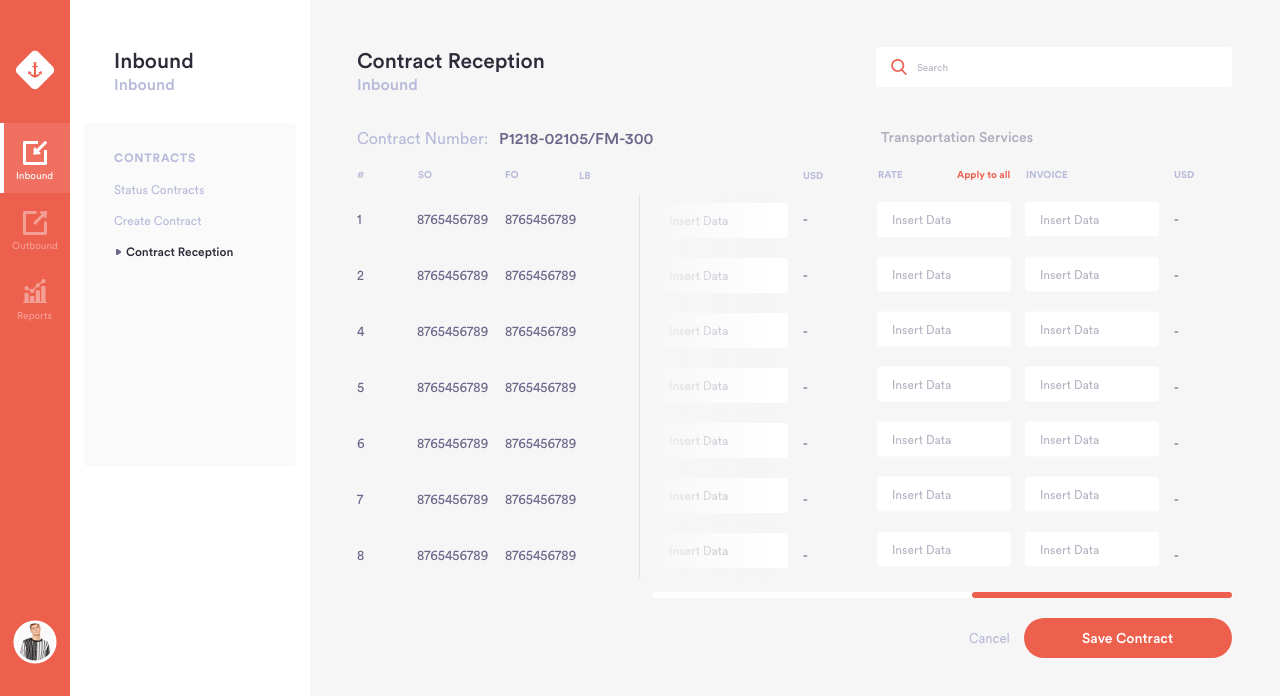 Inbound
Outbound
Reports
Inbound
Inbound
CONTRACTS
Status Contracts
Create Contract
Contract Reception
Contract Reception
Inbound
Search
Contract Number: P1218-02105/FM-300
Transportation Services
# SO FO LB USD RATE Apply to all INVOICE USD
1 8765456789 8765456789 Insert Data - Insert Data Insert Data -
2 8765456789 8765456789 Insert Data - Insert Data Insert Data -
4 8765456789 8765456789 Insert Data - Insert Data Insert Data -
5 8765456789 8765456789 Insert Data - Insert Data Insert Data -
6 8765456789 8765456789 Insert Data - Insert Data Insert Data -
7 8765456789 8765456789 Insert Data - Insert Data Insert Data -
8 8765456789 8765456789 Insert Data - Insert Data Insert Data -
Cancel
Save Contract